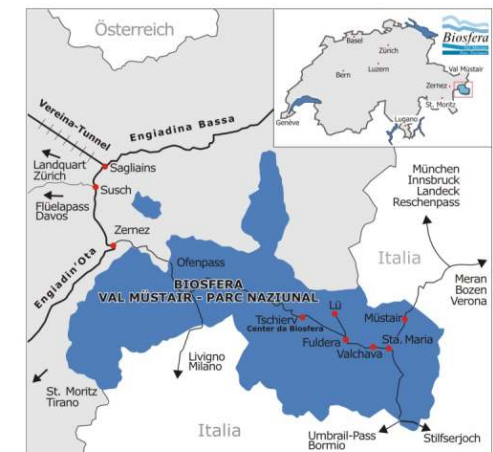 Österreich
Biosfera
Basel
Zürich
Bern
Luzern
Val Müstair
Zernez
St. Moritz
Genève
Lugano
Vereina-Tunnel
Engiadina Bassa
Landquart
Zürich
Sagliains
Susch
Flüelapass
Davos
Zernez
Engiadin'Ota
München
Innsbruck
Landeck
Reschenpass
Italia
Meran
Bozen
Verona
Ofenpass
BIOSFERA
VAL MÜSTAIR - PARC NAZIUNAL
Tschierv
Center da Biosfera
Lü
Müstair
Fuldera
Valchava
Sta. Maria
Livigno
Milano
St. Moritz
Tirano
Italia
Umbrail-Pass
Bormio
Stilfserjoch